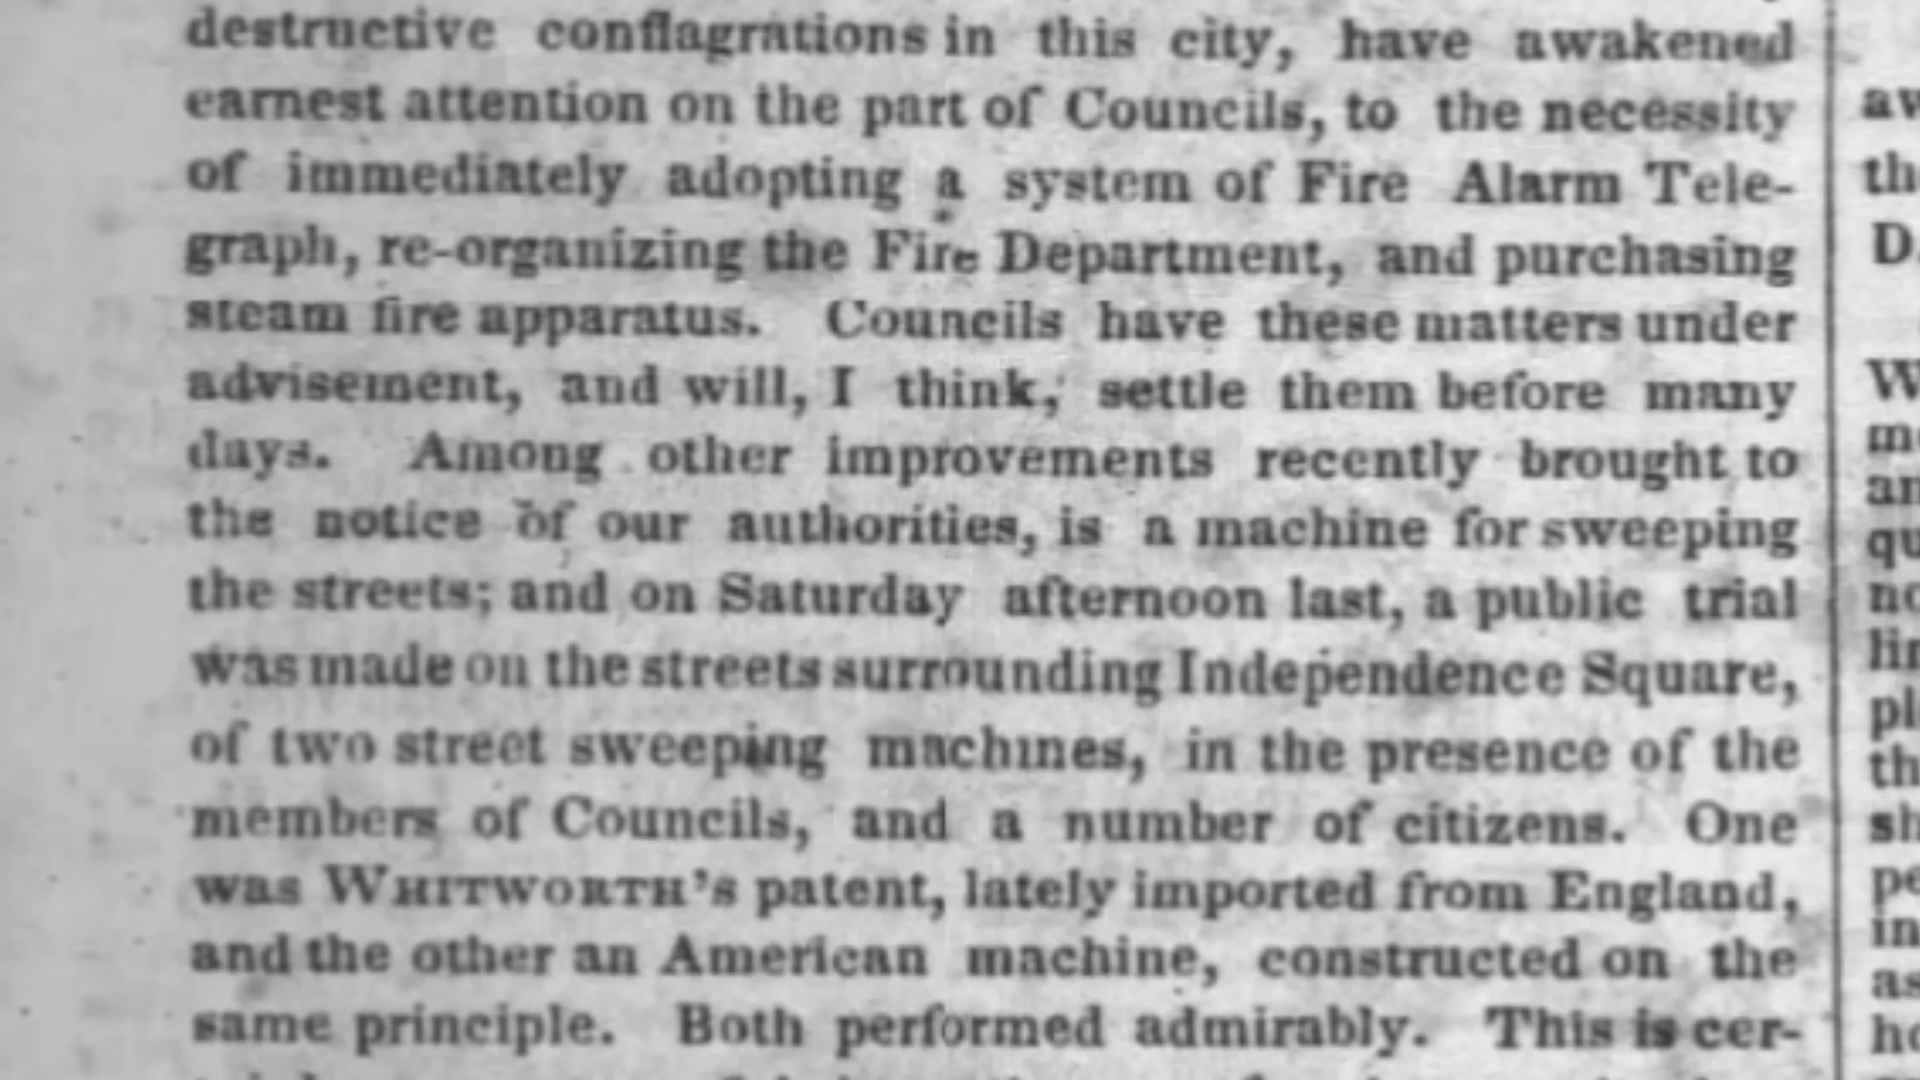 destructive conflagrations in this city, have awakened
earnest attention on the part of Councils, to the necessity
of immediately adopting a system of Fire Alarm Tele-
graph, re-organizing the Fire Department, and purchasing
steam fire apparatus. Councils have these matters under
advisement, and will, I think, settle them before many
days. Among other improvements recently brought to
the notice of our authorities, is a machine for sweeping
the streets; and on Saturday afternoon last, a public trial
was made on the streets surrounding Independence Square,
of two street sweeping machines, in the presence of the
members of Councils, and a number of citizens. One
was WHITWORTH'S patent, lately imported from England,
and the other an American machine, constructed on the
same principle. Both performed admirably. This is cer-